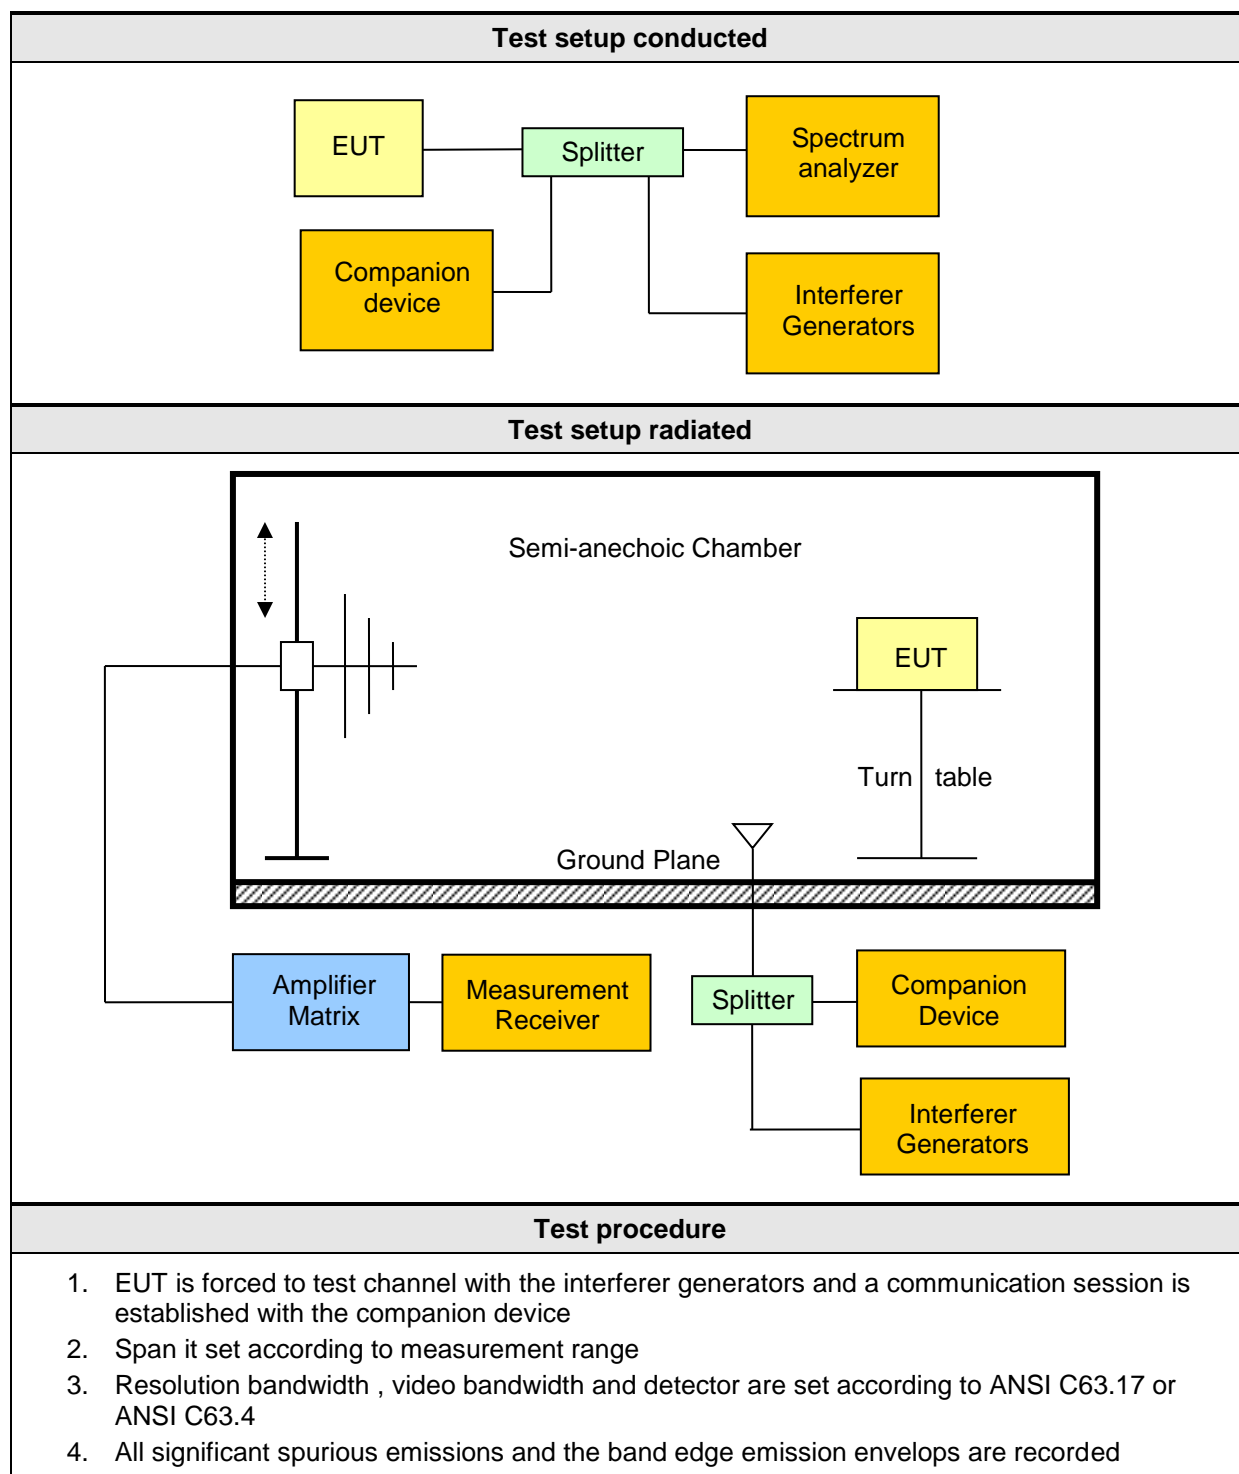 Test setup conducted
EUT
Splitter
Spectrum
analyzer
Companion
device
Interferer
Generators
Test setup radiated
Semi-anechoic Chamber
EUT
Turn table
Ground Plane
Amplifier
Matrix
Measurement
Receiver
Splitter
Companion
Device
Interferer
Generators
Test procedure
1. EUT is forced to test channel with the interferer generators and a communication session is
established with the companion device
2. Span it set according to measurement range
3. Resolution bandwidth , video bandwidth and detector are set according to ANSI C63.17 or
ANSI C63.4
4. All significant spurious emissions and the band edge emission envelops are recorded